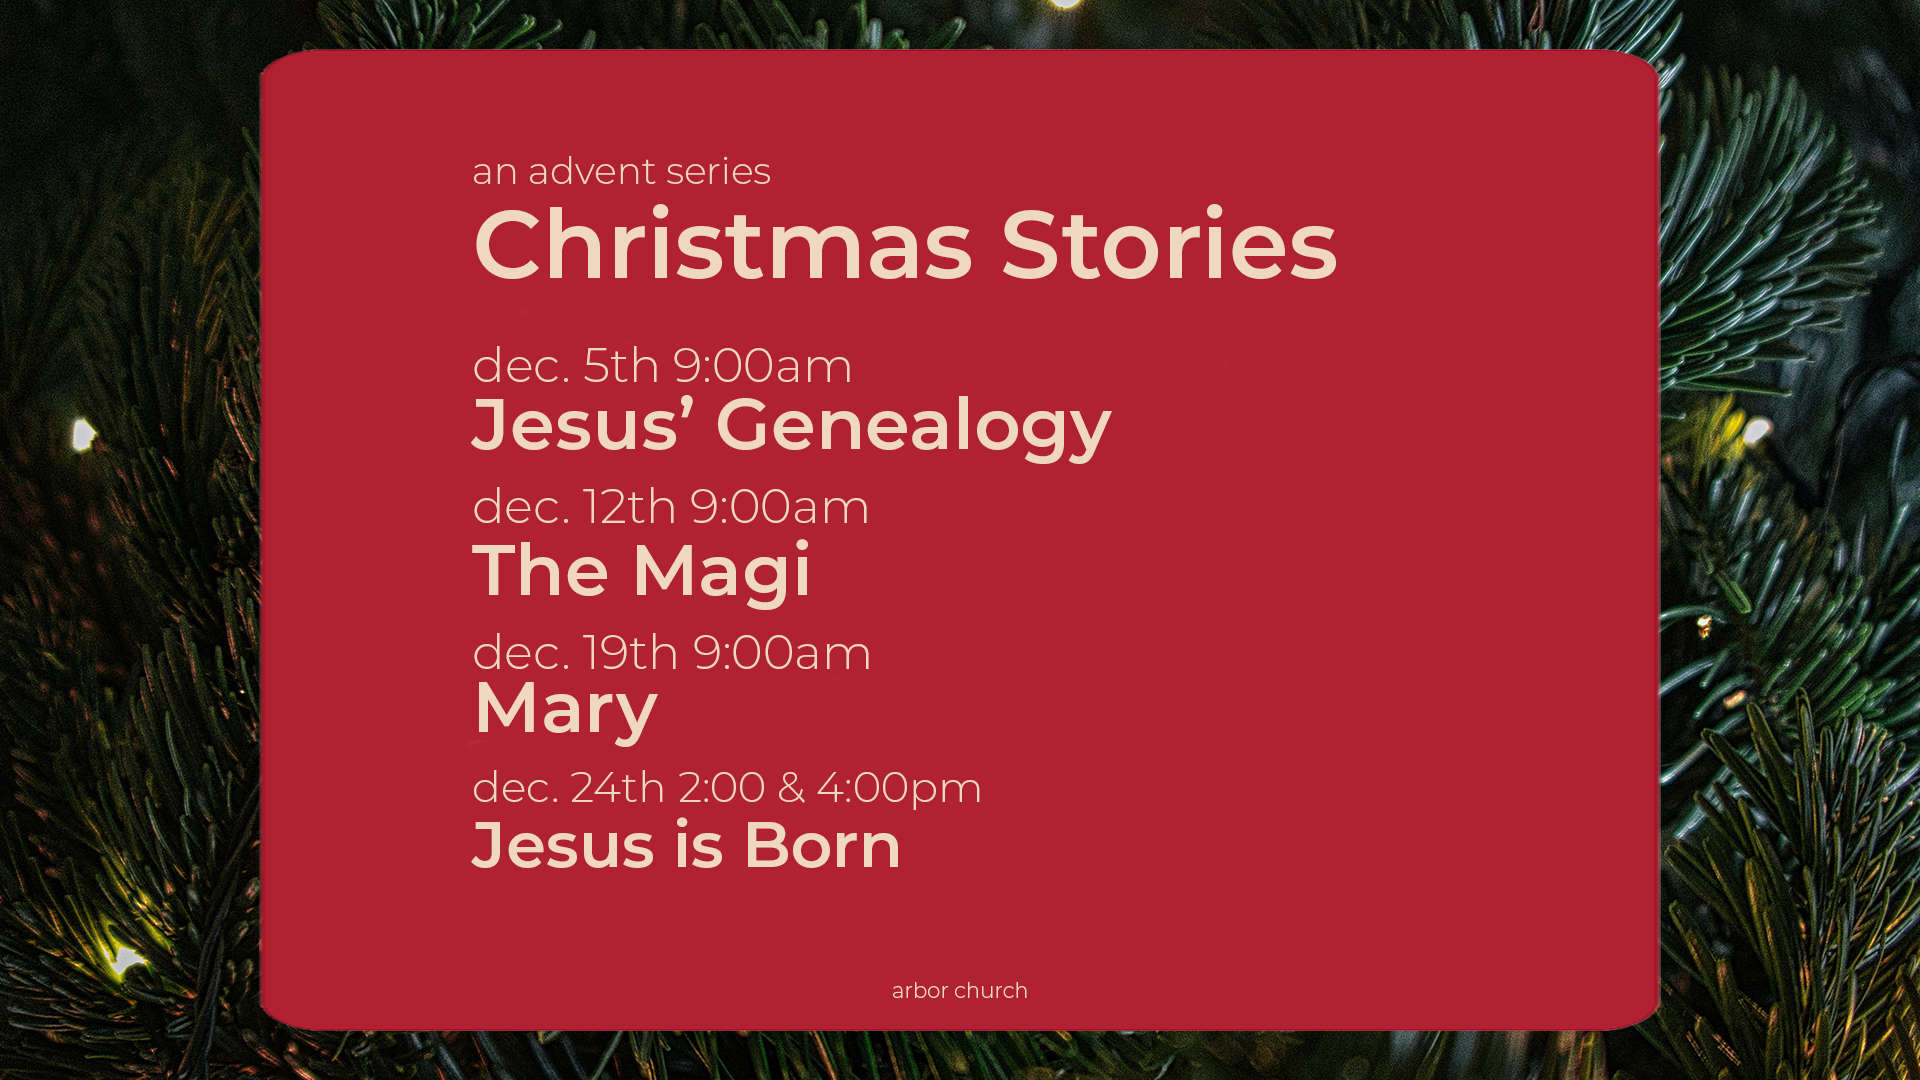 an advent series
Christmas Stories
dec. 5th 9:00am
Jesus’ Genealogy
dec. 12th 9:00am
The Magi
dec. 19th 9:00am
Mary
dec. 24th 2:00 & 4:00pm
Jesus is Born
arbor church